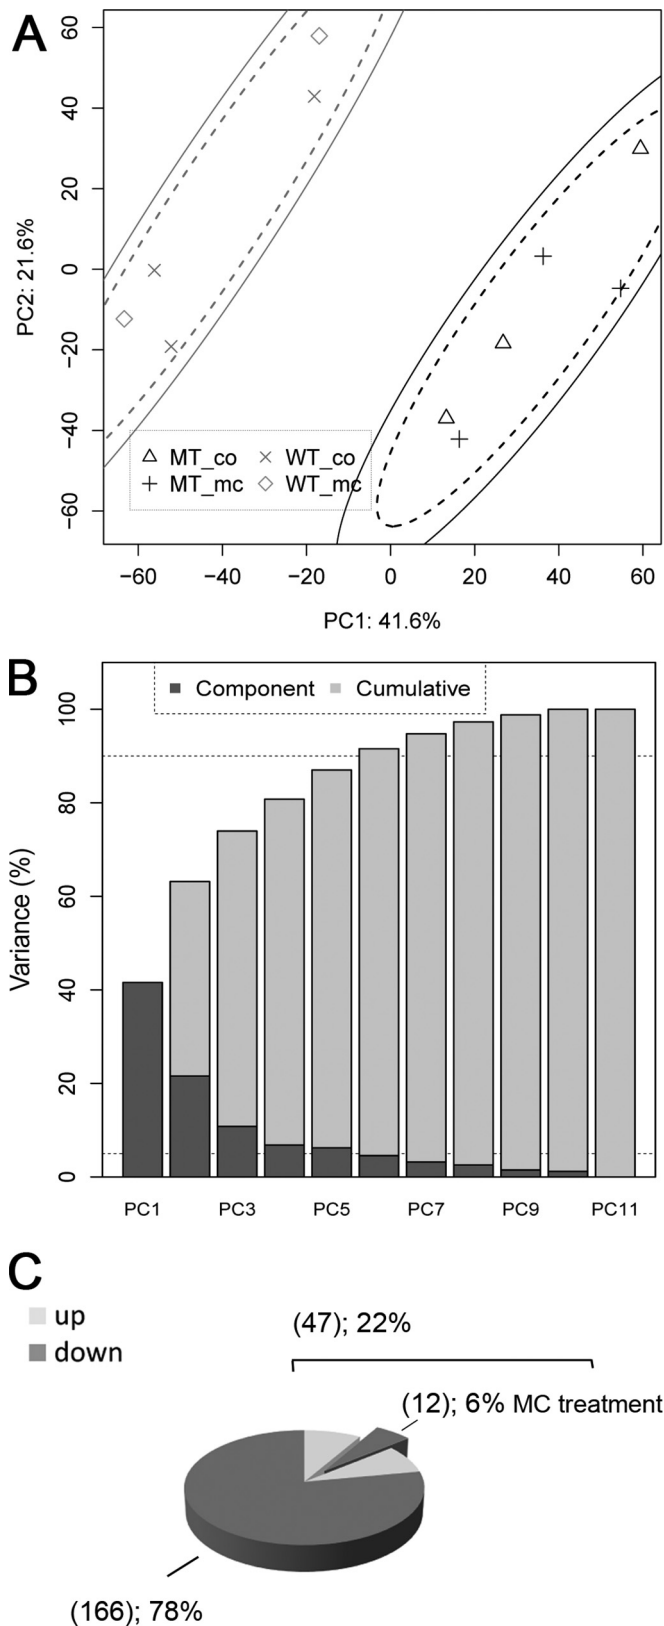 A
60
40
20
0
−20
−40
−60
PC2: 21.6%
MT_co WT_co
MT_mc WT_mc
−60 −40 −20 0 20 40 60
PC1: 41.6%
B
Component Cumulative
100
80
60
40
20
0
Variance (%)
PC1 PC3 PC5 PC7 PC9 PC11
C
up
down
(47); 22%
(12); 6% MC treatment
(166); 78%